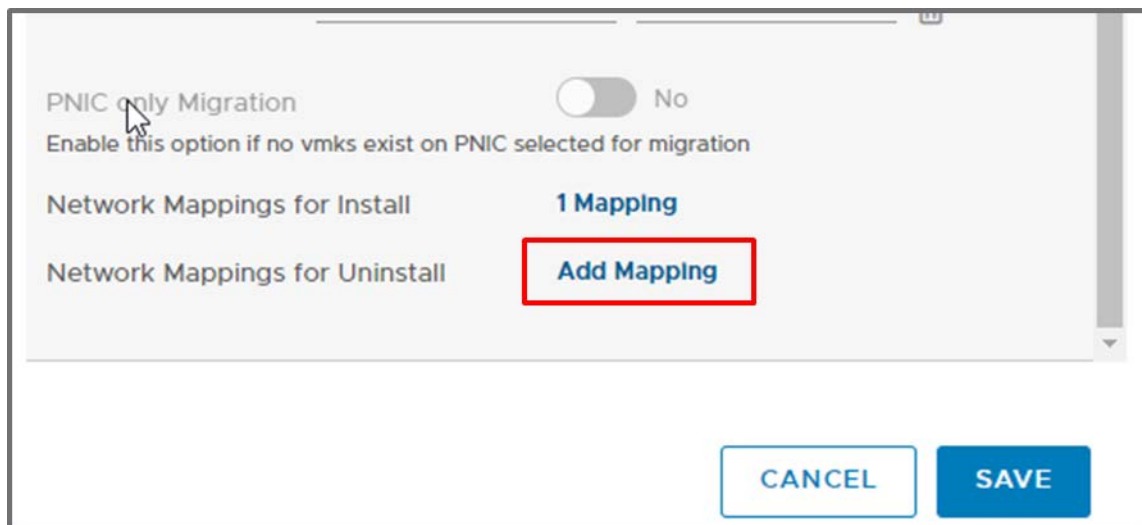 PNIC only Migration No
Enable this option if no vmks exist on PNIC selected for migration
Network Mappings for Install 1 Mapping
Network Mappings for Uninstall Add Mapping
CANCEL SAVE